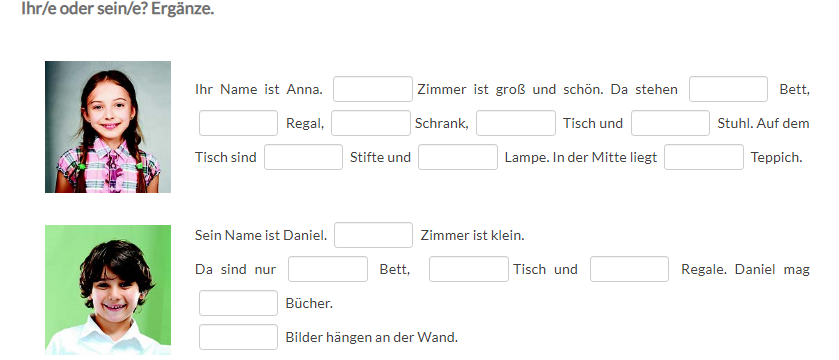 Ihr/e oder sein/e? Ergänze.
Ihr Name ist Anna. Zimmer ist groß und schön. Da stehen Bett,
Regal, Schrank, Tisch und Stuhl. Auf dem
Tisch sind Stifte und Lampe. In der Mitte liegt Teppich.
Sein Name ist Daniel. Zimmer ist klein.
Da sind nur Bett, Tisch und Regale. Daniel mag
Bücher.
Bilder hängen an der Wand.